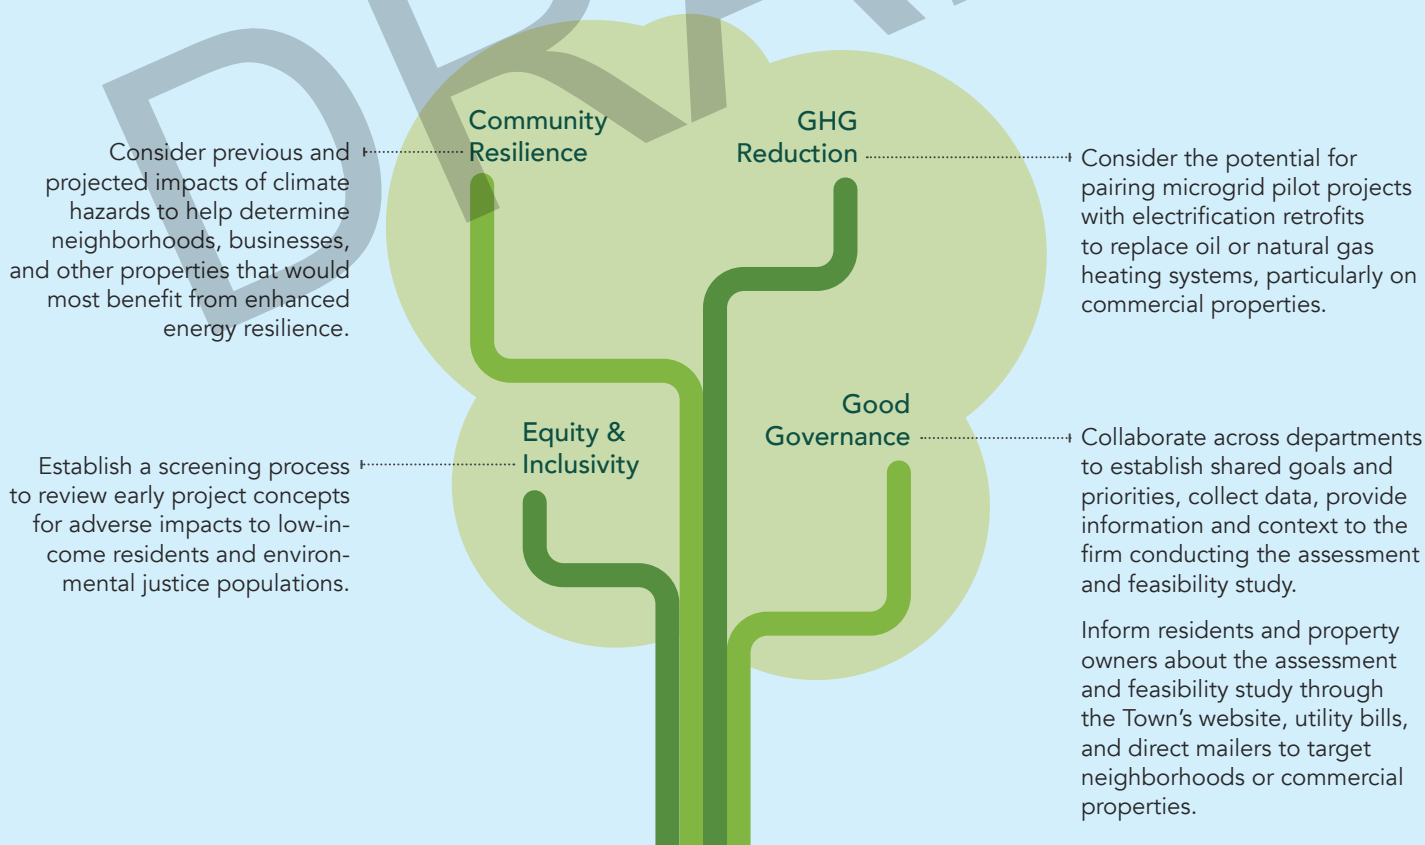 DRA
Community
Resilience
Consider previous and
projected impacts of climate
hazards to help determine
neighborhoods, businesses,
and other properties that would
most benefit from enhanced
energy resilience.
GHG
Reduction
Consider the potential for
pairing microgrid pilot projects
with electrification retrofits
to replace oil or natural gas
heating systems, particularly on
commercial properties.
Equity &
Inclusivity
Establish a screening process
to review early project concepts
for adverse impacts to low-in-
come residents and environ-
mental justice populations.
Good
Governance
Collaborate across departments
to establish shared goals and
priorities, collect data, provide
information and context to the
firm conducting the assessment
and feasibility study.
Inform residents and property
owners about the assessment
and feasibility study through
the Town’s website, utility bills,
and direct mailers to target
neighborhoods or commercial
properties.